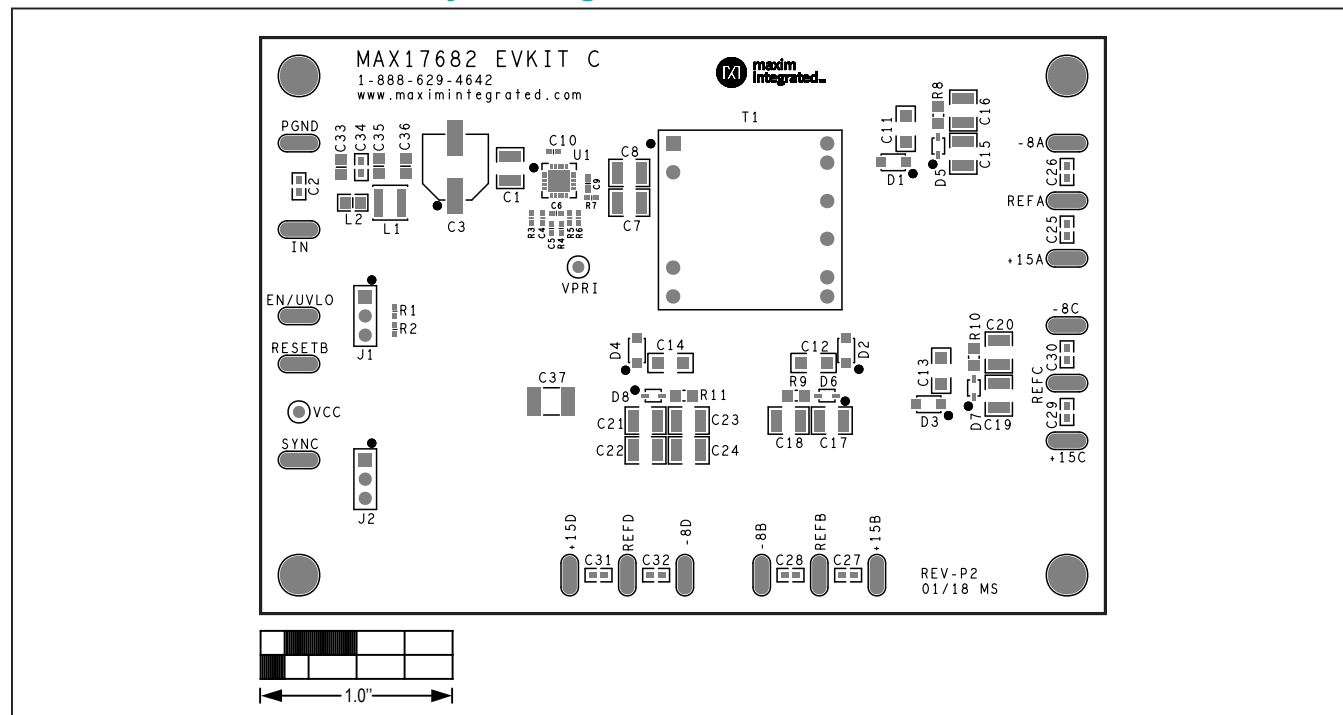 MAX17682 EVKIT C
1-888-629-4642
www.maximintegrated.com
maxim
integrated™
T1
PGND
C33
C34
C35
C36
C2
L2
L1
IN
C3
C1
C10
U1
C9
R7
C6
R3
C4
C5
R4
R5
R6
C8
C7
VPRI
C11
R8
C16
C15
D1
D5
-8A
C26
REFA
C25
+15A
EN/UVLO
RESETB
J1
R1
R2
VCC
SYNC
J2
D4
C14
C12
D2
C37
D8
R11
R9
D6
C21
C23
C22
C24
C18
C17
C13
R10
C20
D3
D7
C19
-8C
C30
REFC
C29
+15C
+15D
REFD
-8D
C31
C32
-8B
REFB
+15B
C28
C27
REV-P2
01/18 MS
1.0”